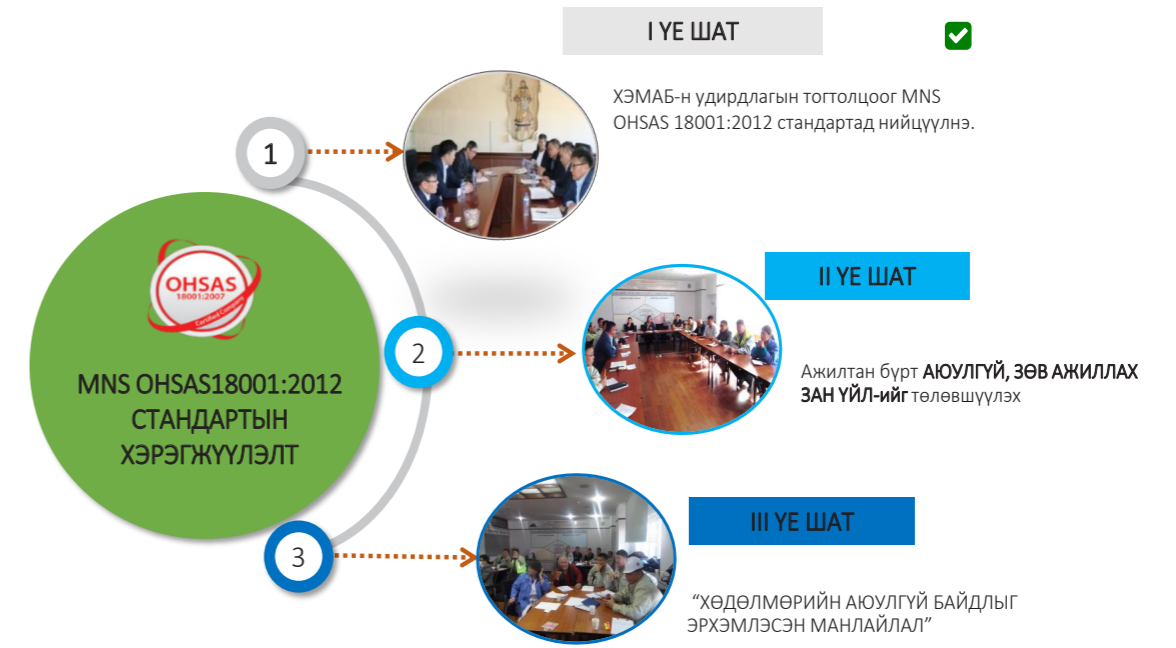 I ҮЕ ШАТ
ХЭМАБ-н удирдлагын тогтолцоог MNS
OHSAS 18001:2012 стандартад нийцүүлнэ.
1
OHSAS
18001:2007
Certified Company
MNS OHSAS18001:2012
СТАНДАРТЫН
ХЭРЭГЖҮҮЛЭЛТ
II ҮЕ ШАТ
2
Ажилтан бүрт АЮУЛГҮЙ, ЗӨВ АЖИЛЛАХ
ЗАН ҮЙЛ-ийг төлөвшүүлэх
3
III ҮЕ ШАТ
“ХӨДӨЛМӨРИЙН АЮУЛГҮЙ БАЙДЛЫГ
ЭРХЭМЛЭСЭН МАНЛАЙЛАЛ”